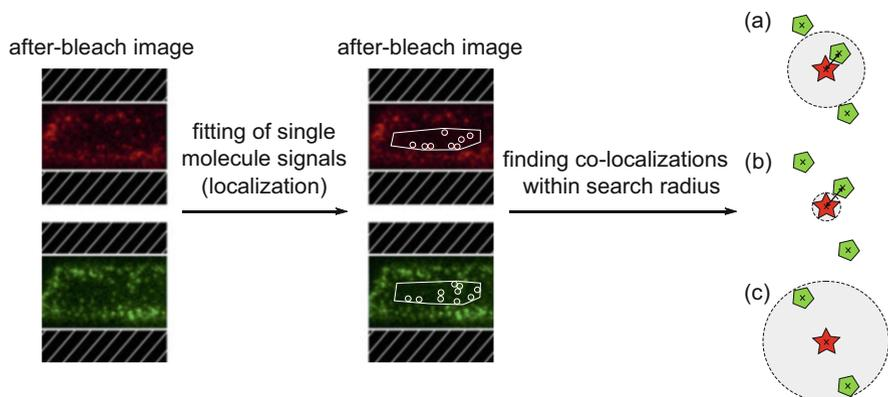 after-bleach image
fitting of single
molecule signals
(localization)
after-bleach image
finding co-localizations
within search radius
(a)
(b)
(c)